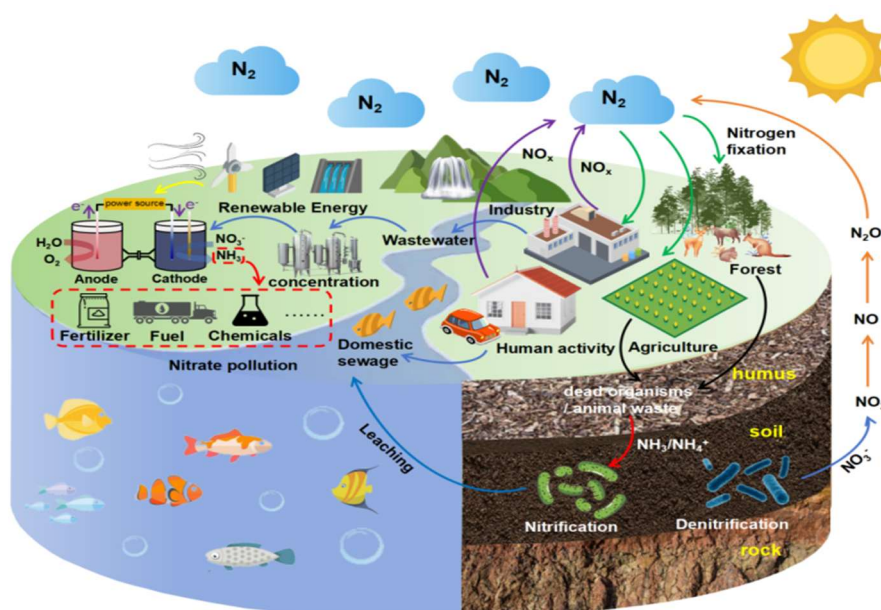 N₂
N₂
N₂
N₂
Nitrogen
fixation
NOₓ
NOₓ
e⁻
power source
e⁻
Renewable Energy
Industry
Wastewater
H₂O
O₂
NO₃⁻
NH₃
Anode
Cathode
concentration
Forest
N₂O
Fertilizer
Fuel
Chemicals
......
Nitrate pollution
Domestic
sewage
Human activity
Agriculture
NO
humus
dead organisms
/ animal waste
NO₂
soil
Leaching
NH₃/NH₄⁺
NO₃⁻
Nitrification
Denitrification
rock